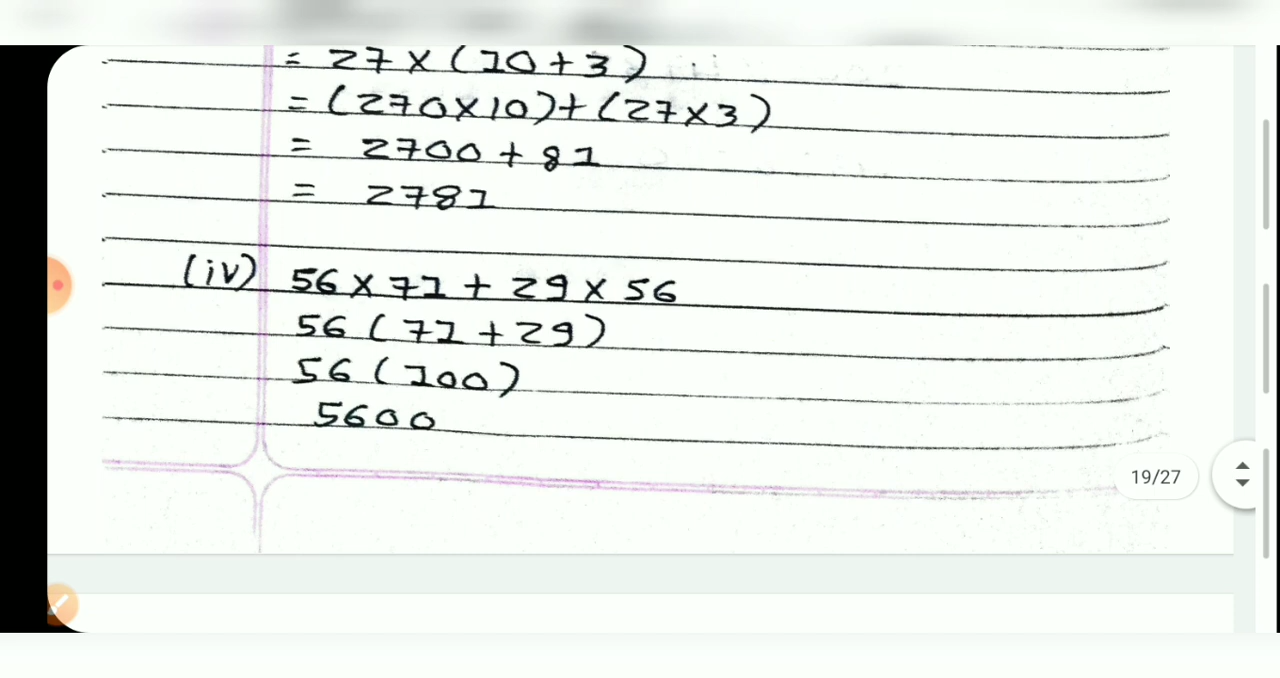 = 27 × (10+3)
= (270×10)+(27×3)
= 2700 + 81
= 2781
(iv) 56 × 71 + 29 × 56
56 (71 + 29)
56 (100)
5600
19/27